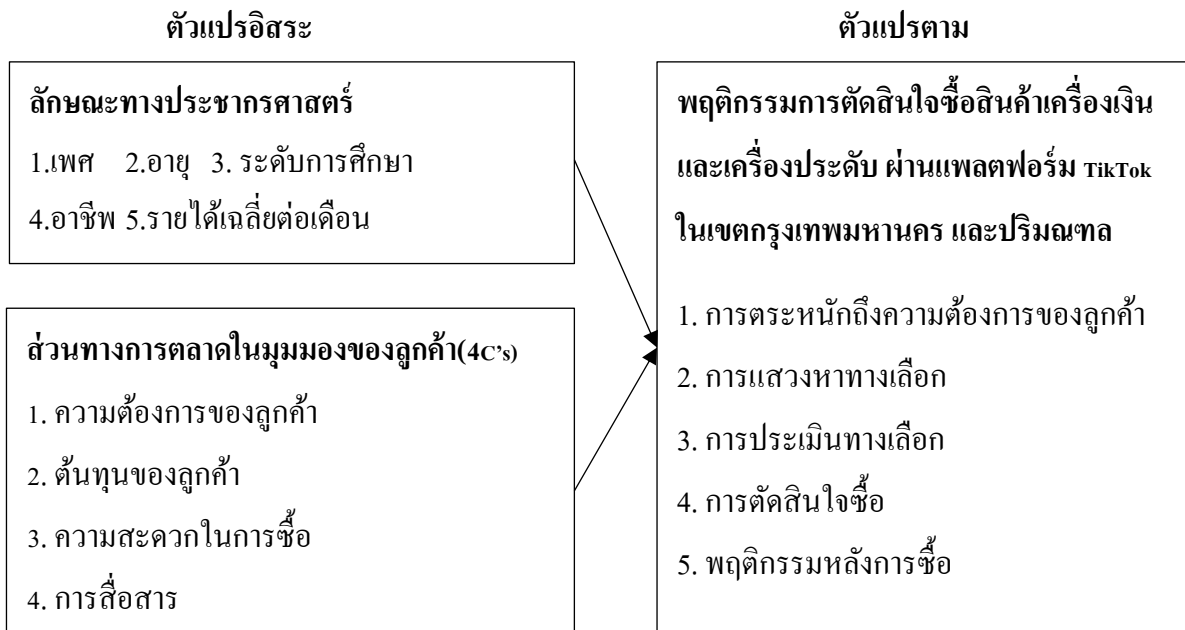 ตัวแปรอิสระ
ลักษณะทางประชากรศาสตร์
1.เพศ 2.อายุ 3. ระดับการศึกษา
4.อาชีพ 5.รายได้เฉลี่ยต่อเดือน
ส่วนทางการตลาดในมุมมองของลูกค้า(4C’s)
1. ความต้องการของลูกค้า
2. ต้นทุนของลูกค้า
3. ความสะดวกในการซื้อ
4. การสื่อสาร
ตัวแปรตาม
พฤติกรรมการตัดสินใจซื้อสินค้าเครื่องเงิน
และเครื่องประดับ ผ่านแพลตฟอร์ม TikTok
ในเขตกรุงเทพมหานคร และปริมณฑล
1. การตระหนักถึงความต้องการของลูกค้า
2. การแสวงหาทางเลือก
3. การประเมินทางเลือก
4. การตัดสินใจซื้อ
5. พฤติกรรมหลังการซื้อ